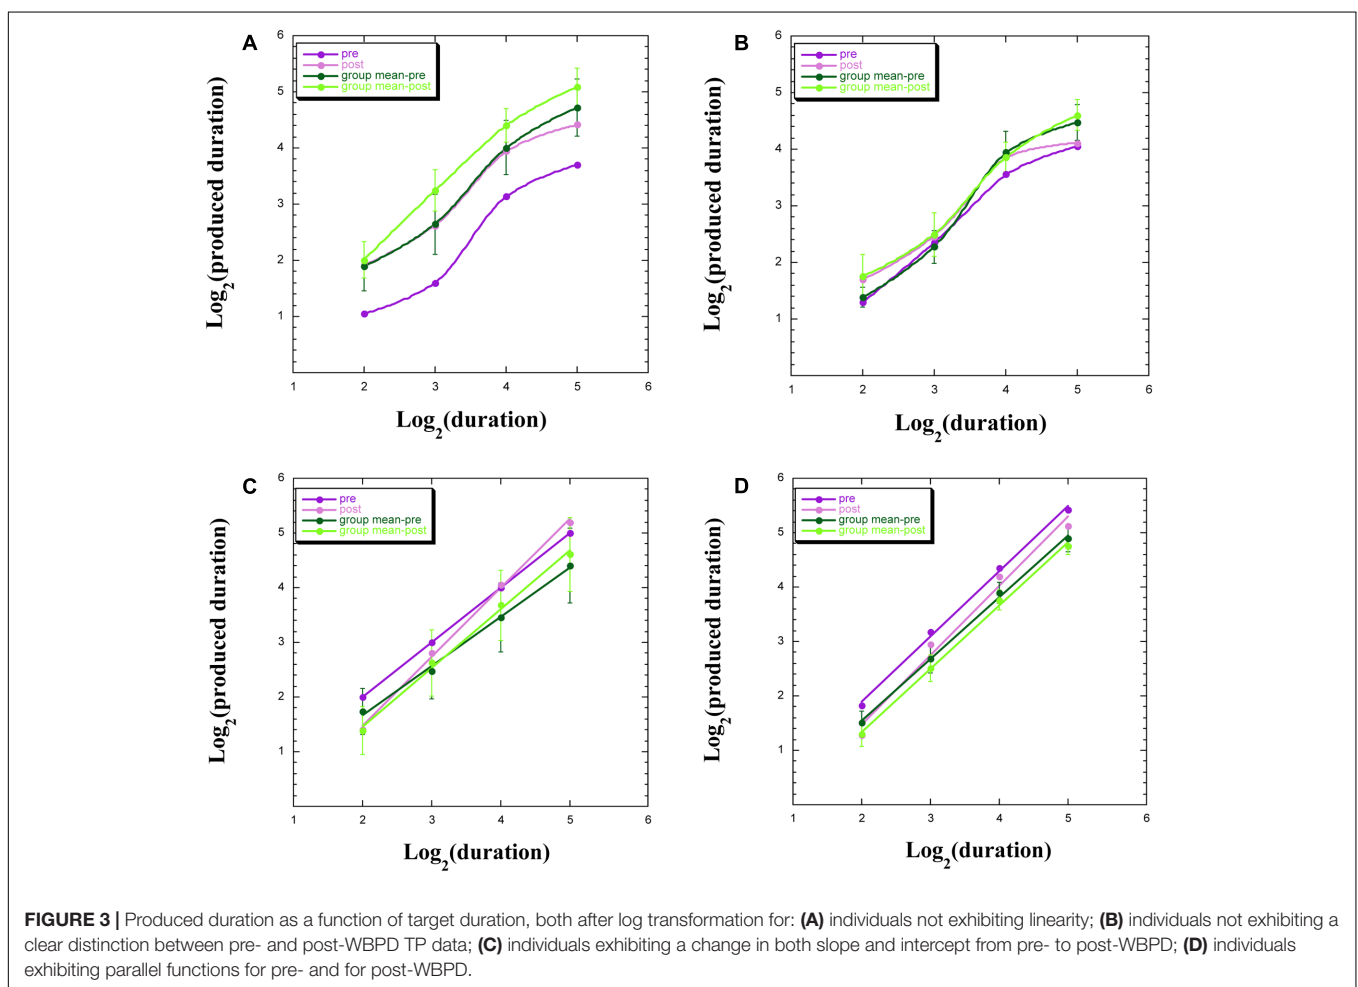 A
pre
post
group mean-pre
group mean-post
6
5
4
3
2
1
1 2 3 4 5 6
Log2(produced duration)
Log2(duration)
B
pre
post
group mean-pre
group mean-post
6
5
4
3
2
1
1 2 3 4 5 6
Log2(produced duration)
Log2(duration)
C
pre
post
group mean-pre
group mean-post
6
5
4
3
2
1
1 2 3 4 5 6
Log2(produced duration)
Log2(duration)
D
pre
post
group mean-pre
group mean-post
6
5
4
3
2
1
1 2 3 4 5 6
Log2(produced duration)
Log2(duration)
FIGURE 3 | Produced duration as a function of target duration, both after log transformation for: (A) individuals not exhibiting linearity; (B) individuals not exhibiting a
clear distinction between pre- and post-WBPD TP data; (C) individuals exhibiting a change in both slope and intercept from pre- to post-WBPD; (D) individuals
exhibiting parallel functions for pre- and for post-WBPD.